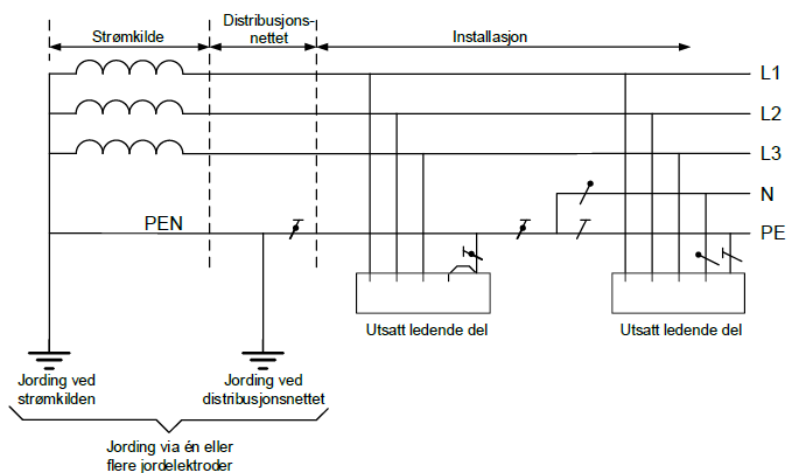 Strømkilde
Distribusjons-
nettet
Installasjon
L1
L2
L3
N
PEN
PE
Utsatt ledende del
Utsatt ledende del
Jording ved
strømkilden
Jording ved
distribusjonsnettet
Jording via én eller
flere jordelektroder